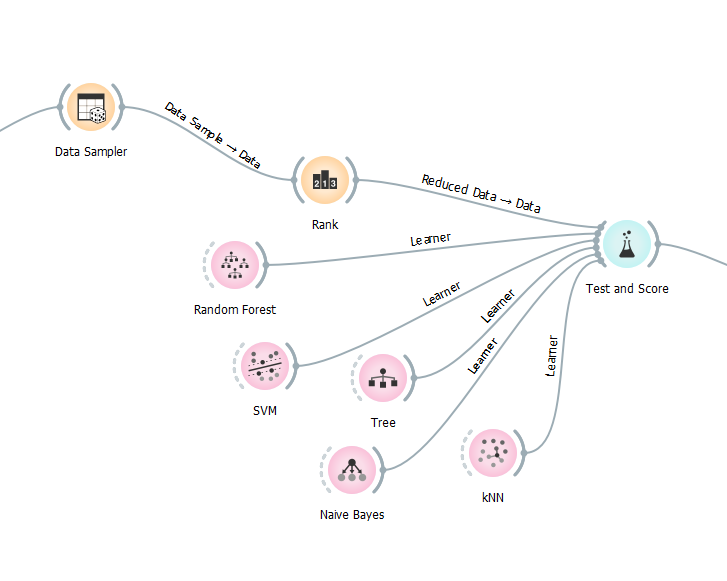 Data Sampler
Data Sample → Data
213
Rank
Reduced Data → Data
Learner
Random Forest
Test and Score
Learner
Learner
Learner
Learner
SVM
Tree
kNN
Naive Bayes